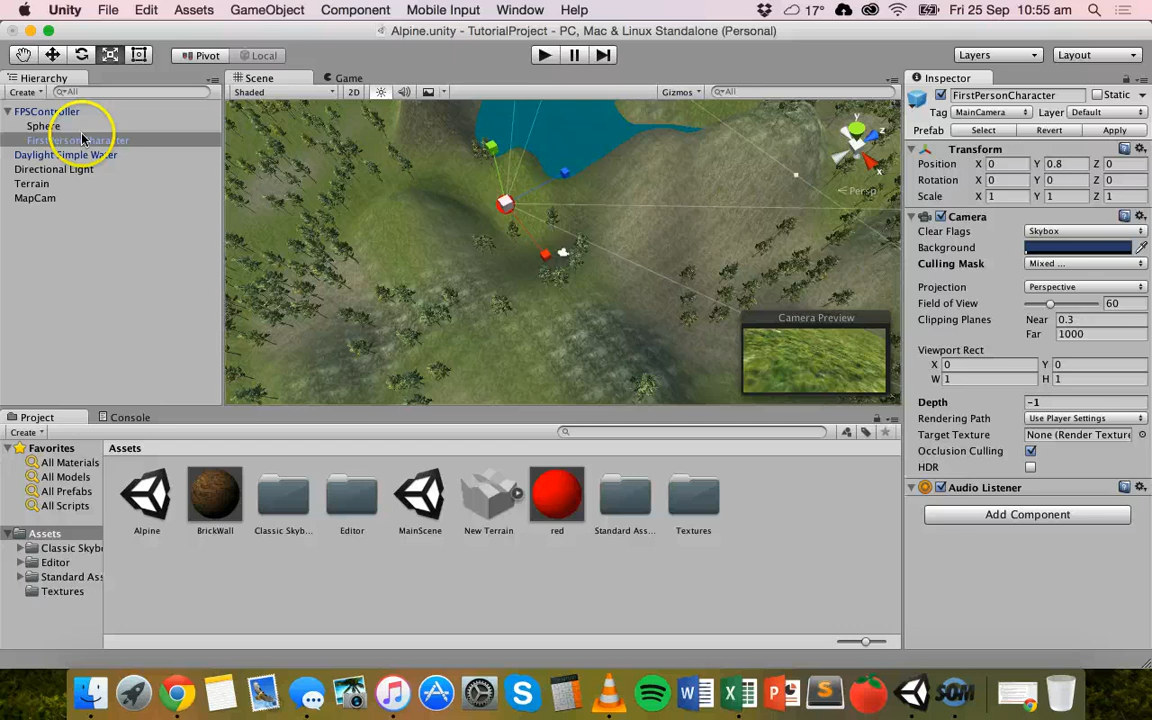 Unity File Edit Assets GameObject Component Mobile Input Window Help 17° Fri 25 Sep 10:55 am
Alpine.unity - TutorialProject - PC, Mac & Linux Standalone (Personal)
Pivot Local Layers Layout
Hierarchy Scene Game Inspector
Create All Shaded 2D Gizmos All
FPSController
Sphere
FirstPersonCharacter
Daylight Simple Water
Directional Light
Terrain
MapCam
y
z
x
Persp
Camera Preview
FirstPersonCharacter Static
Tag MainCamera Layer Default
Prefab Select Revert Apply
Transform
Position X 0 Y 0.8 Z 0
Rotation X 0 Y 0 Z 0
Scale X 1 Y 1 Z 1
Camera
Clear Flags Skybox
Background
Culling Mask Mixed ...
Projection Perspective
Field of View 60
Clipping Planes Near 0.3
Far 1000
Viewport Rect
X 0 Y 0
W 1 H 1
Depth -1
Rendering Path Use Player Settings
Target Texture None (Render Texture
Occlusion Culling
HDR
Audio Listener
Add Component
Project Console
Create
Favorites
All Materials
All Models
All Prefabs
All Scripts
Assets
Classic Skybo
Editor
Standard Ass
Textures
Assets
Alpine BrickWall Classic Skyb... Editor MainScene New Terrain red Standard Ass... Textures
SOM